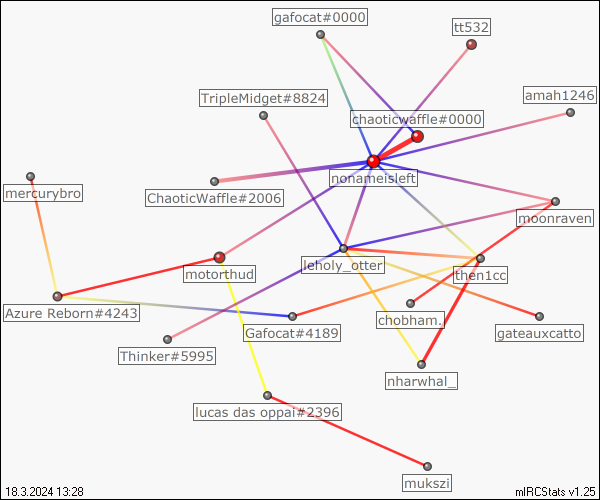 gafocat#0000
tt532
TripleMidget#8824
amah1246
chaoticwaffle#0000
nonameisleft
mercurybro
ChaoticWaffle#2006
moonraven
motorthud
leholy_otter
then1cc
Azure Reborn#4243
Gafocat#4189
chobham.
gateauxcatto
Thinker#5995
nharwhal_
lucas das oppai#2396
mukszi
18.3.2024 13:28
mIRCStats v1.25